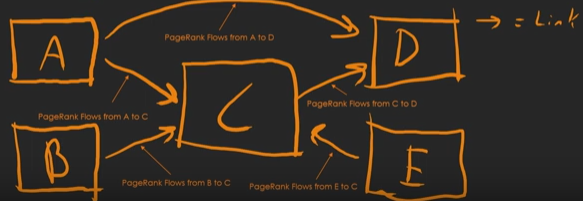 → = Link
A
D
PageRank Flows from A to D
C
PageRank Flows from C to D
PageRank Flows from A to C
B
E
PageRank Flows from B to C
PageRank Flows from E to C